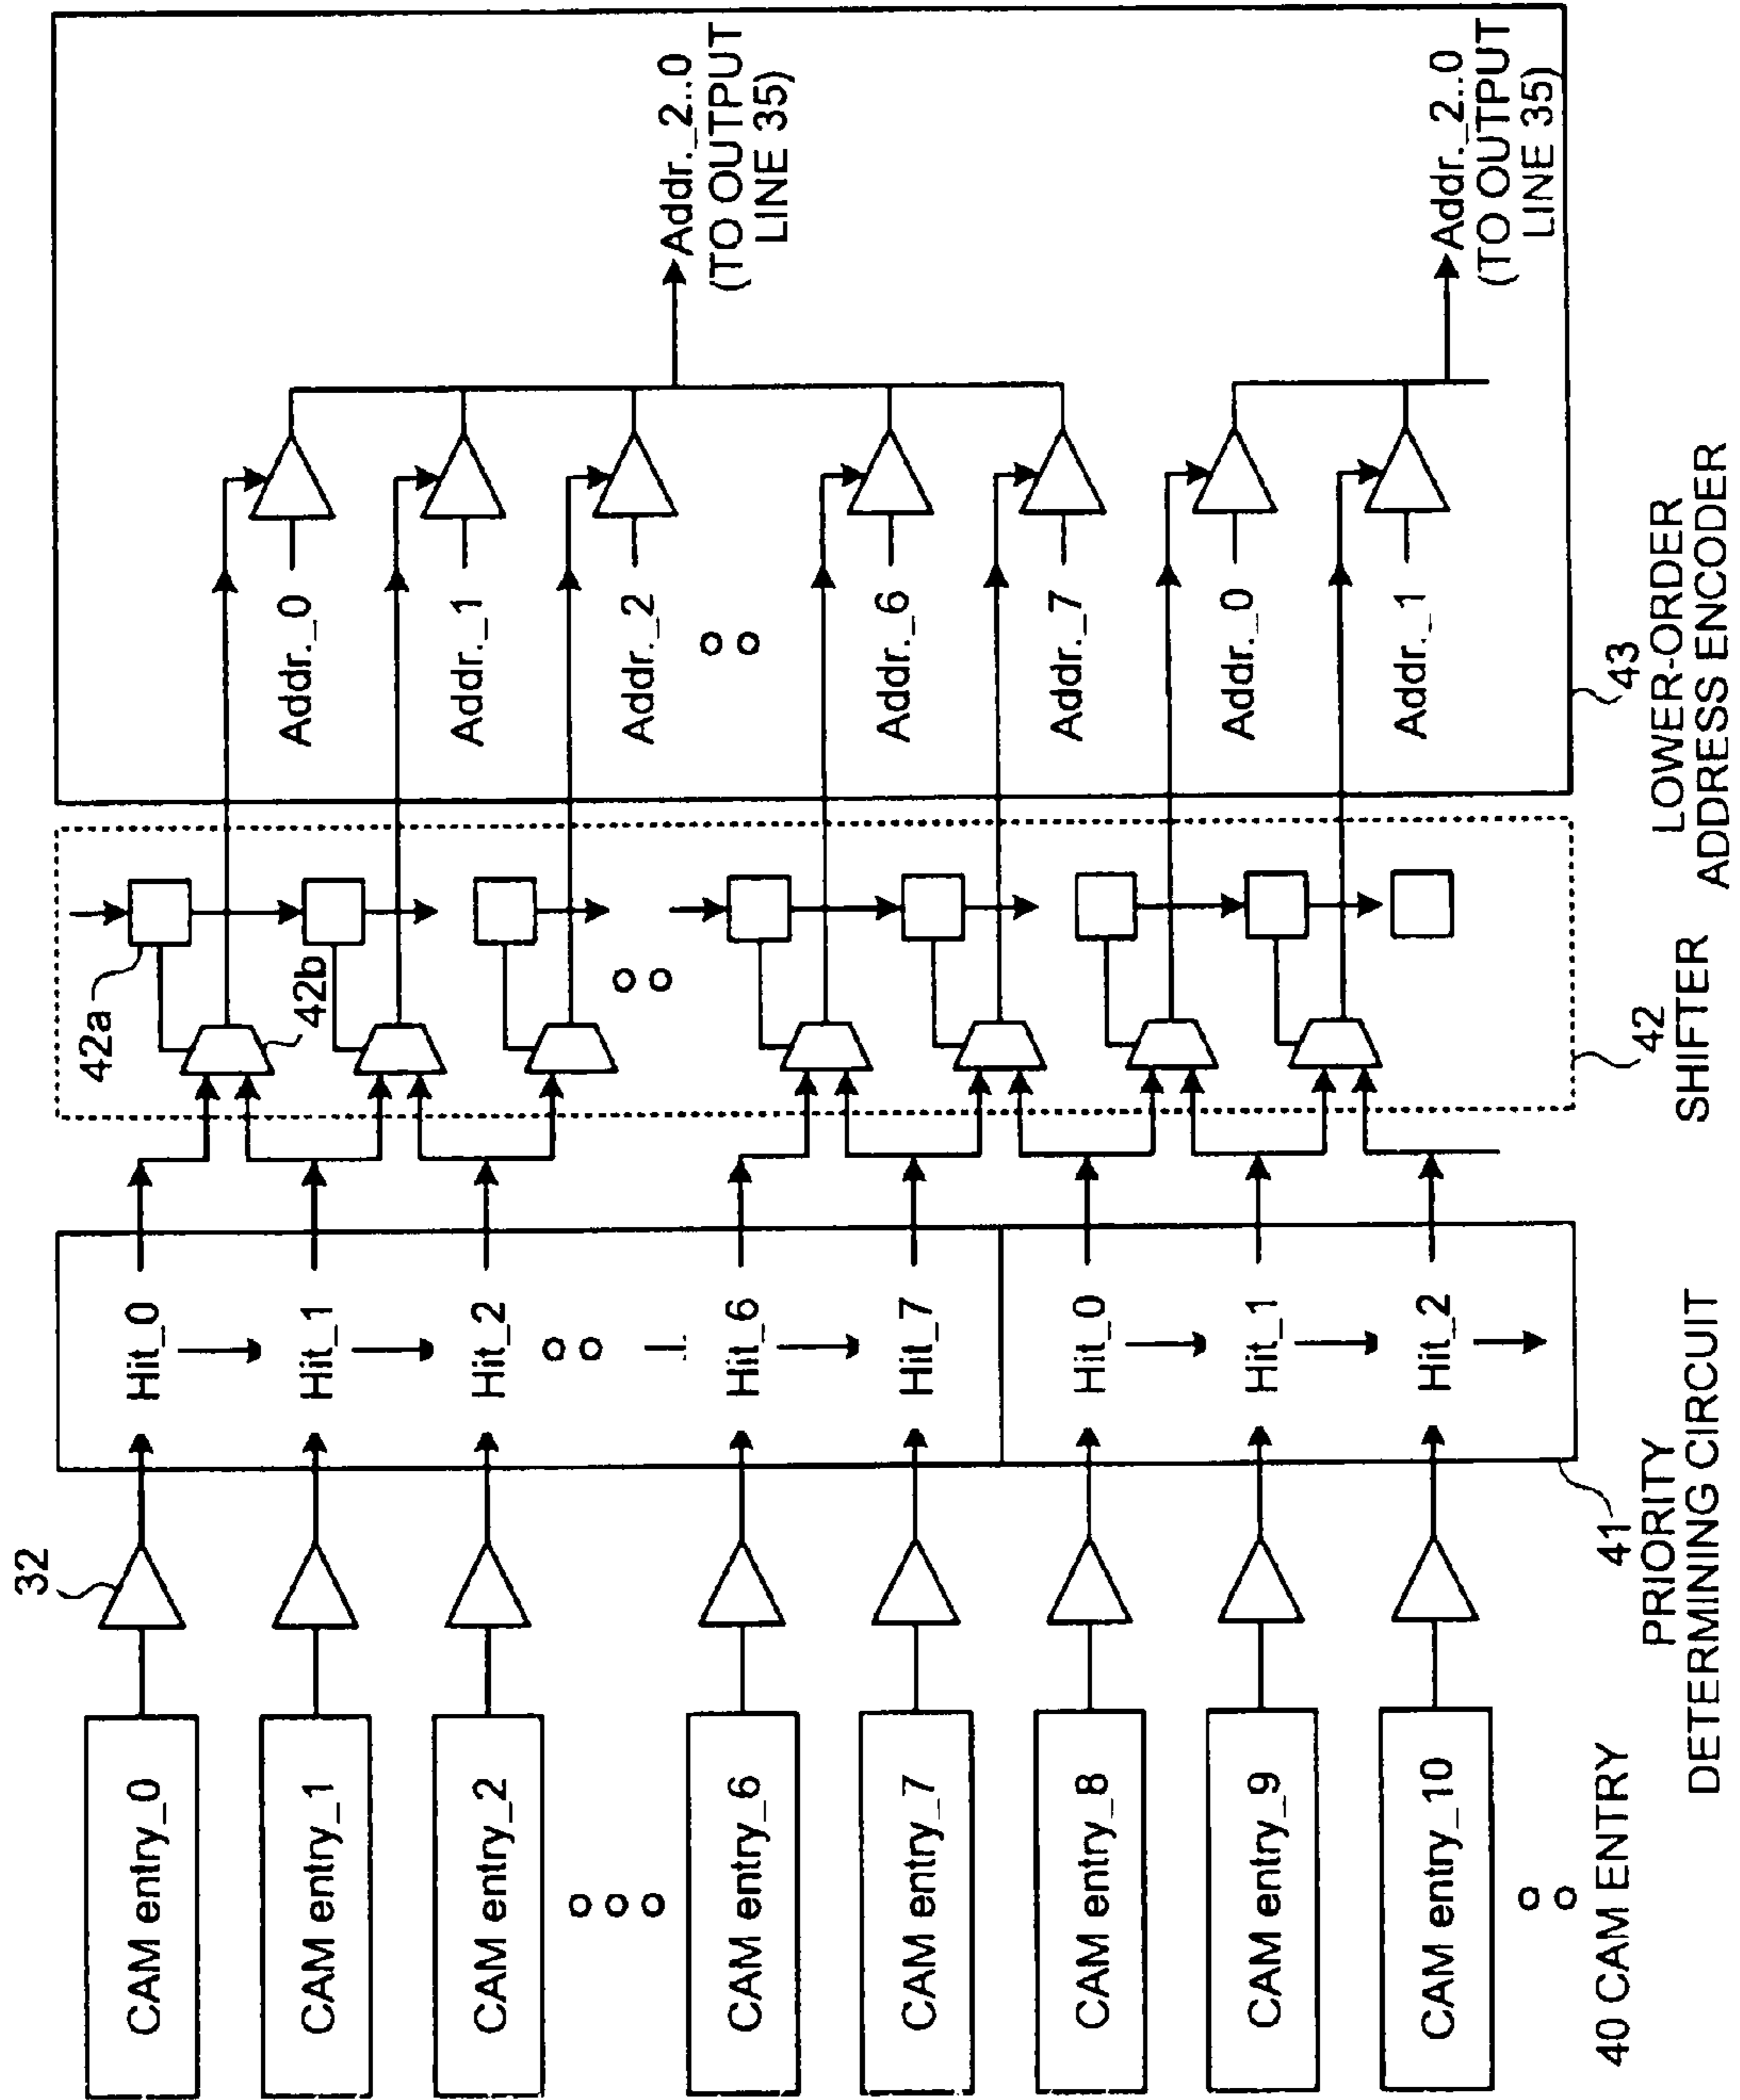 32
42a
42b
CAM entry_0
Hit_0
Addr._0
CAM entry_1
Hit_1
Addr._1
CAM entry_2
Hit_2
Addr._2
Addr._2..0
(TO OUTPUT
LINE 35)
CAM entry_6
Hit_6
Addr._6
CAM entry_7
Hit_7
Addr._7
CAM entry_8
Hit_0
Addr._0
CAM entry_9
Hit_1
Addr._1
Addr._2..0
(TO OUTPUT
LINE 35)
CAM entry_10
Hit_2
40 CAM ENTRY
41
PRIORITY
DETERMINING CIRCUIT
42
SHIFTER
43
LOWER-ORDER
ADDRESS ENCODER